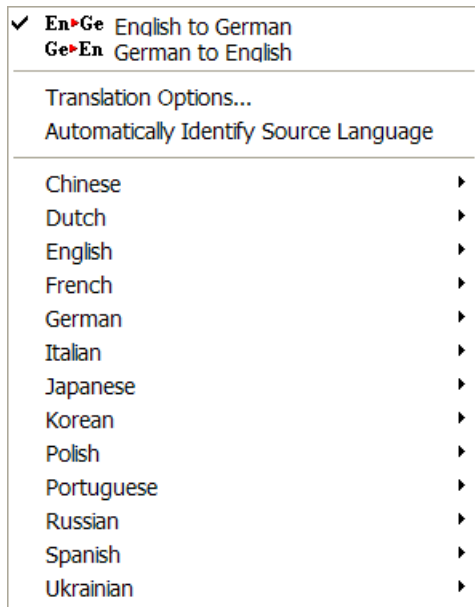 En▸Ge English to German
Ge▸En German to English
Translation Options...
Automatically Identify Source Language
Chinese
Dutch
English
French
German
Italian
Japanese
Korean
Polish
Portuguese
Russian
Spanish
Ukrainian